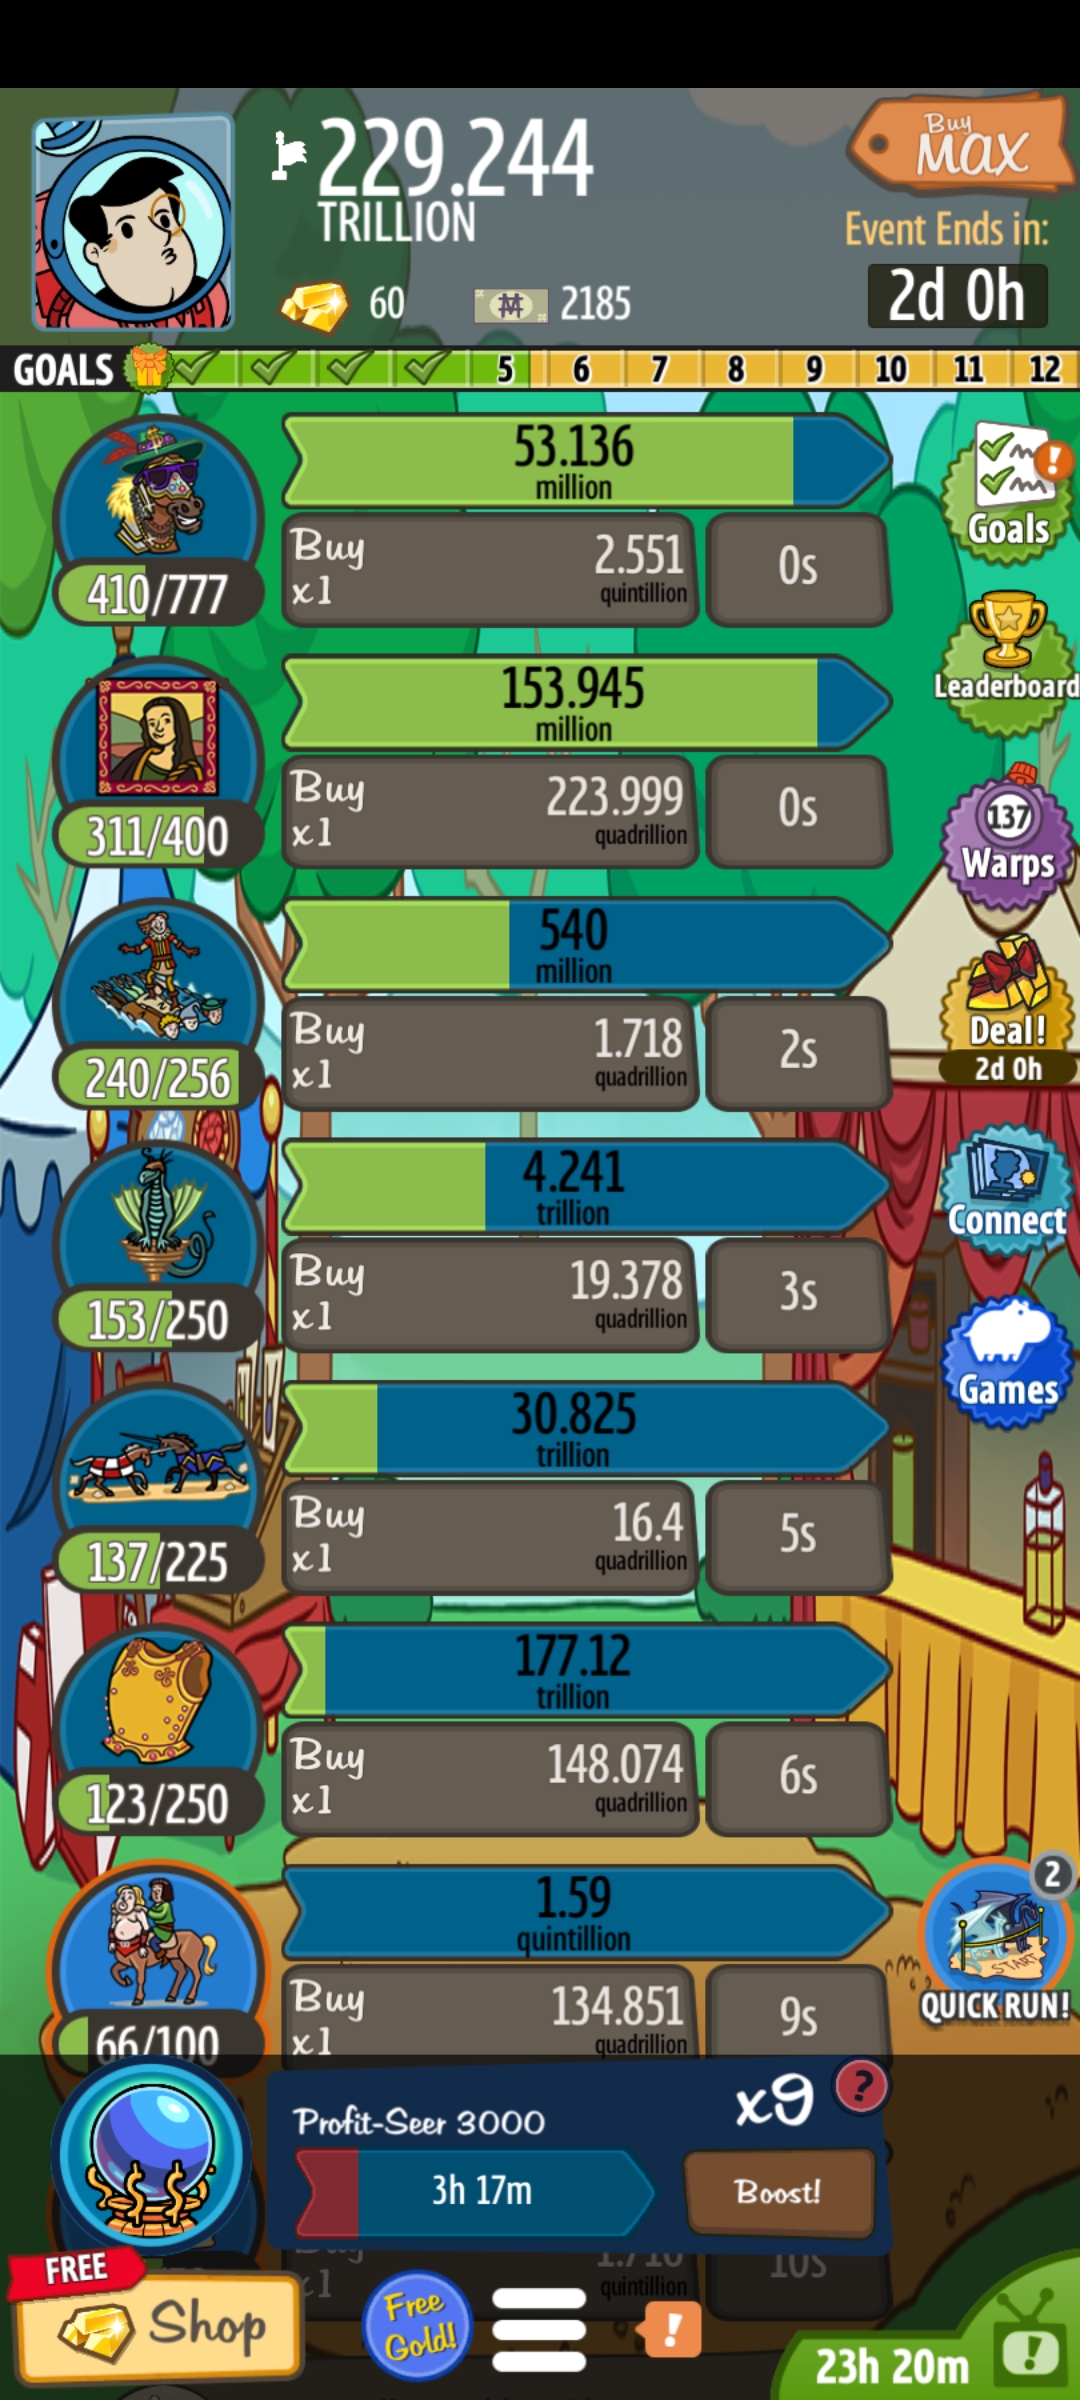 229.244
TRILLION
60
2185
Buy
MAX
Event Ends in:
2d 0h
GOALS
5 6 7 8 9 10 11 12
53.136
million
Buy
x1
2.551
quintillion
0s
410/777
Goals
Leaderboard
153.945
million
Buy
x1
223.999
quadrillion
0s
311/400
137
Warps
540
million
Buy
x1
1.718
quadrillion
2s
240/256
Deal!
2d 0h
4.241
trillion
Buy
x1
19.378
quadrillion
3s
153/250
Connect
30.825
trillion
Buy
x1
16.4
quadrillion
5s
137/225
Games
177.12
trillion
Buy
x1
148.074
quadrillion
6s
123/250
1.59
quintillion
Buy
x1
134.851
quadrillion
9s
66/100
2
START
QUICK RUN!
Profit-Seer 3000
x9
?
3h 17m
Boost!
quintillion
10s
FREE
Shop
Free
Gold!
!
23h 20m
!